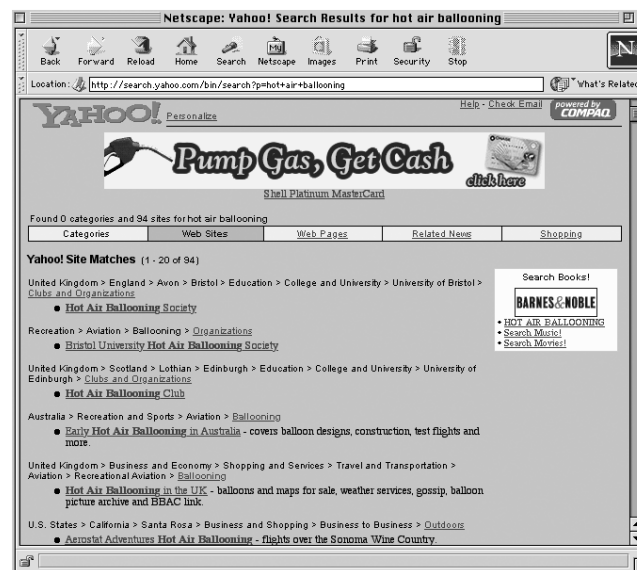 Netscape: Yahoo! Search Results for hot air ballooning
Back Forward Reload Home Search Netscape Images Print Security Stop
N
Location: http://search.yahoo.com/bin/search?p=hot+air+ballooning What's Relate
YAHOO! Personalize Help - Check Email powered by COMPAQ
Pump Gas, Get Cash click here
Shell Platinum MasterCard
Found 0 categories and 94 sites for hot air ballooning
Categories Web Sites Web Pages Related News Shopping
Yahoo! Site Matches (1 - 20 of 94)
United Kingdom > England > Avon > Bristol > Education > College and University > University of Bristol >
Clubs and Organizations
• Hot Air Ballooning Society
Recreation > Aviation > Ballooning > Organizations
• Bristol University Hot Air Ballooning Society
United Kingdom > Scotland > Lothian > Edinburgh > Education > College and University > University of
Edinburgh > Clubs and Organizations
• Hot Air Ballooning Club
Australia > Recreation and Sports > Aviation > Ballooning
• Early Hot Air Ballooning in Australia - covers balloon designs, construction, test flights and
more.
United Kingdom > Business and Economy > Shopping and Services > Travel and Transportation >
Aviation > Recreational Aviation > Ballooning
• Hot Air Ballooning in the UK - balloons and maps for sale, weather services, gossip, balloon
picture archive and BBAC link.
U.S. States > California > Santa Rosa > Business and Shopping > Business to Business > Outdoors
• Aerostat Adventures Hot Air Ballooning - flights over the Sonoma Wine Country.
Search Books!
BARNES&NOBLE
• HOT AIR BALLOONING
• Search Music!
• Search Movies!